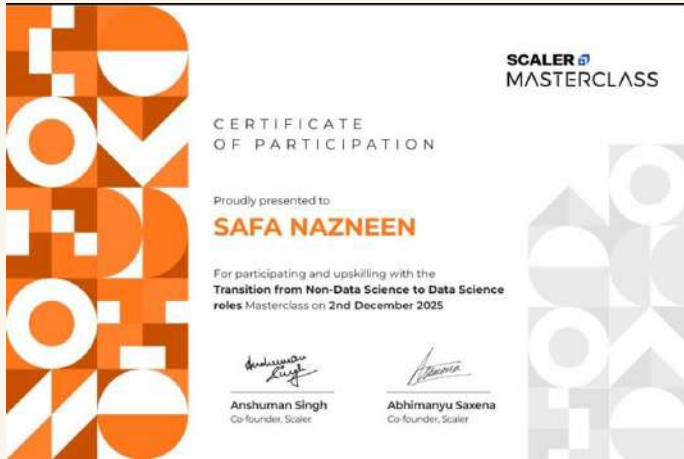 SCALER
MASTERCLASS
CERTIFICATE
OF PARTICIPATION
Proudly presented to
SAFA NAZNEEN
For participating and upskilling with the
Transition from Non-Data Science to Data Science
roles Masterclass on 2nd December 2025
Anshuman
Singh
Anshuman Singh
Co-founder, Scaler
Abhimanyu Saxena
Co-founder, Scaler